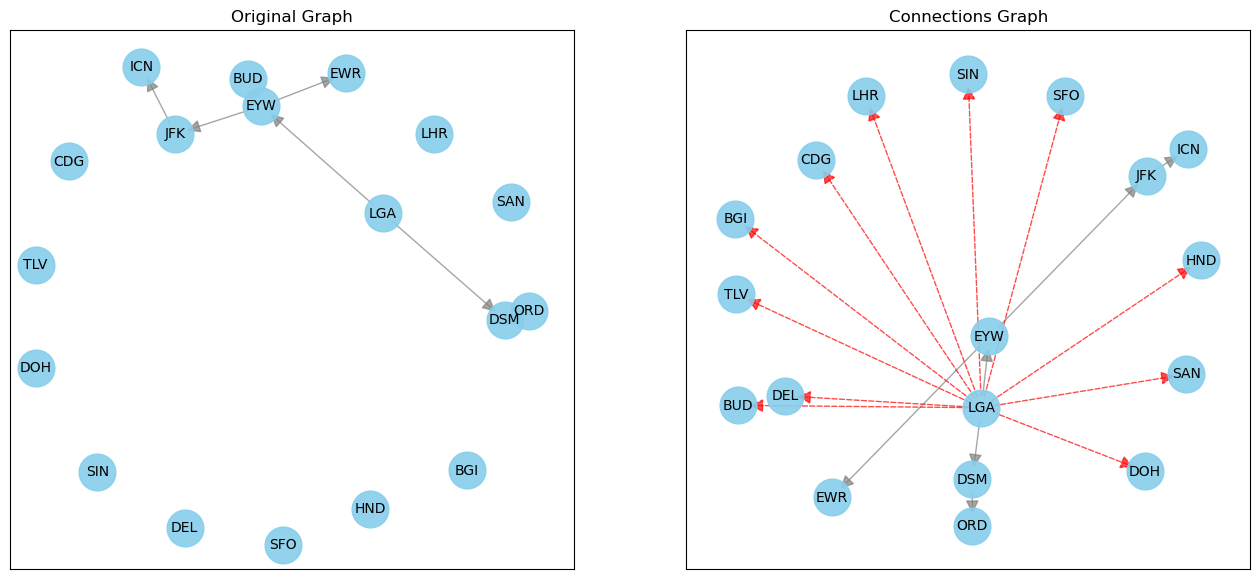 Original Graph
ICN
BUD
EWR
EYW
JFK
LHR
CDG
SAN
LGA
TLV
ORD
DSM
DOH
SIN
BGI
HND
DEL
SFO
Connections Graph
SIN
LHR
SFO
ICN
CDG
JFK
BGI
HND
TLV
EYW
SAN
DEL
BUD
LGA
DOH
DSM
EWR
ORD